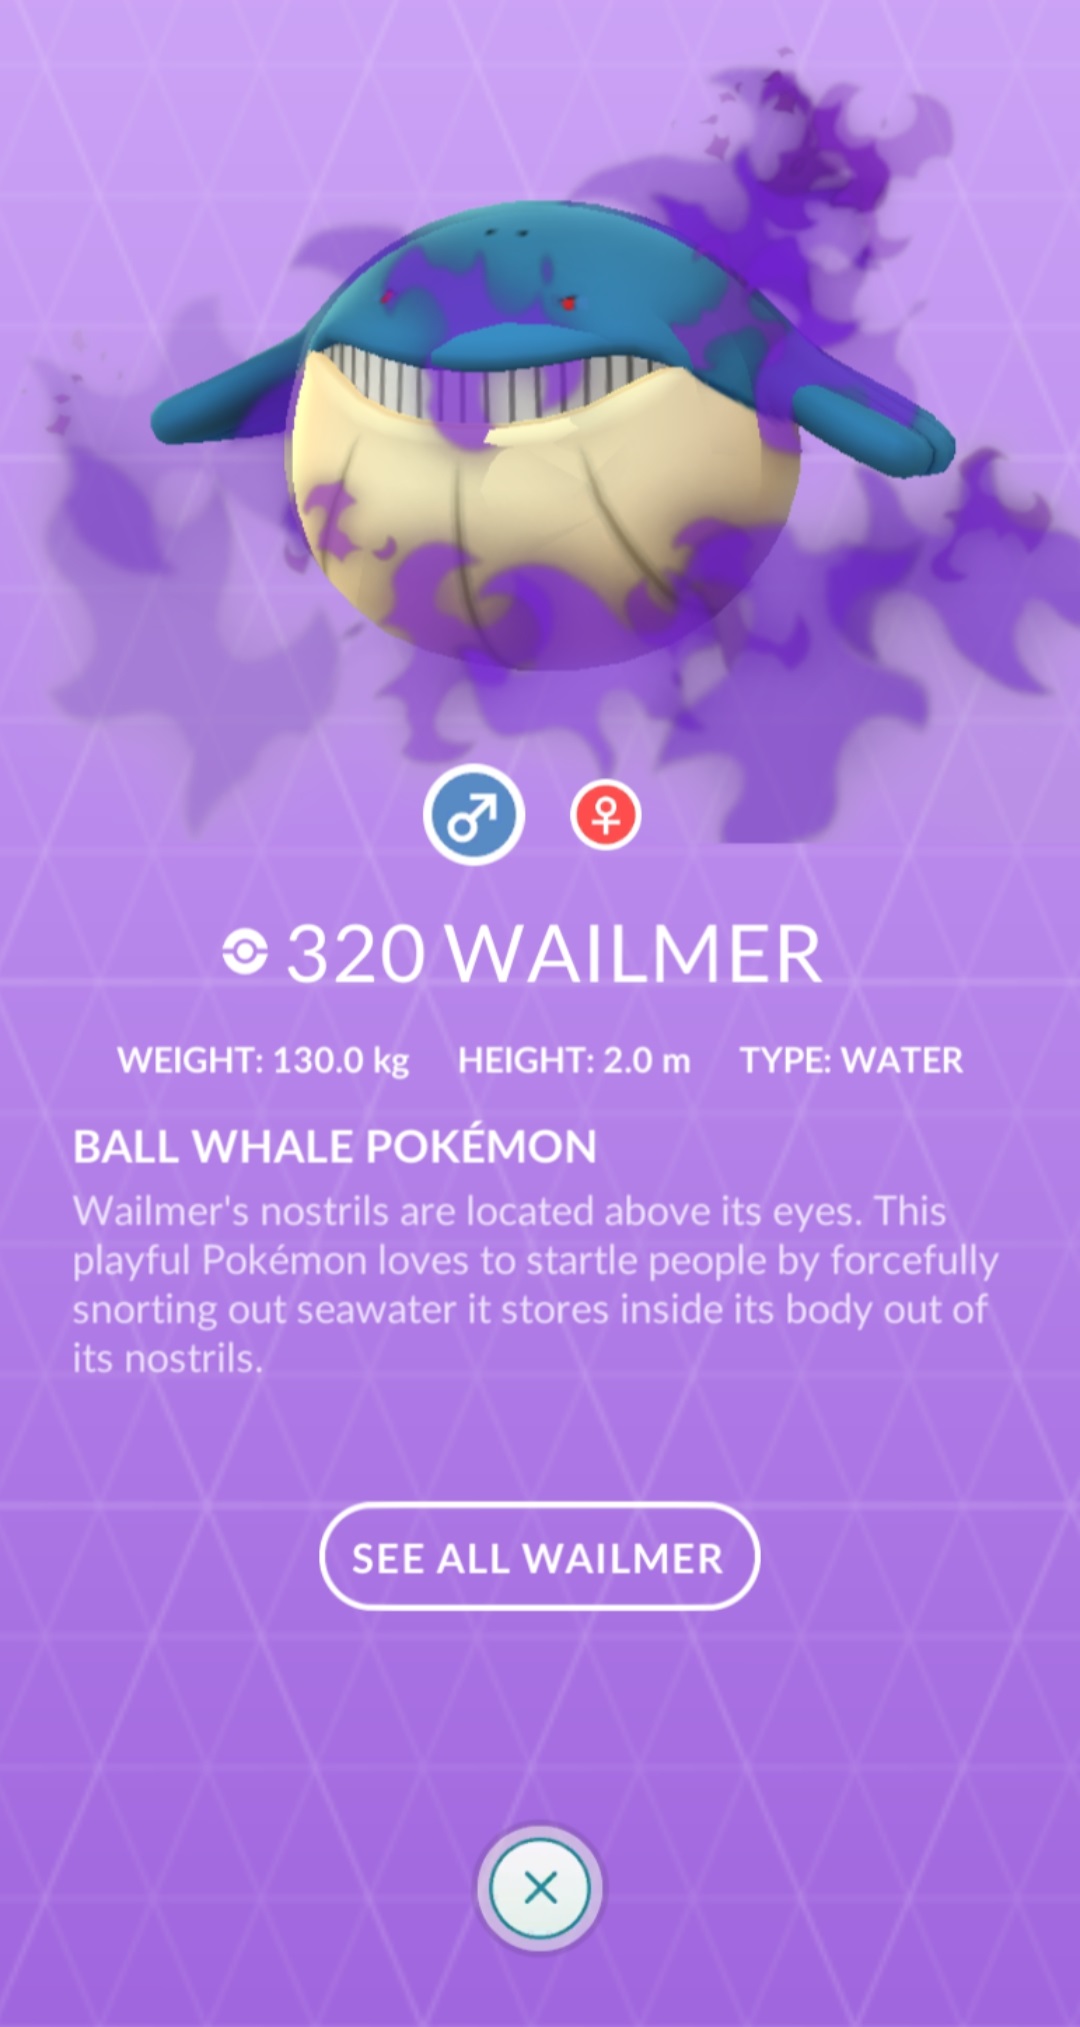 320 WAILMER
WEIGHT: 130.0 kg HEIGHT: 2.0 m TYPE: WATER
BALL WHALE POKÉMON
Wailmer's nostrils are located above its eyes. This
playful Pokémon loves to startle people by forcefully
snorting out seawater it stores inside its body out of
its nostrils.
SEE ALL WAILMER